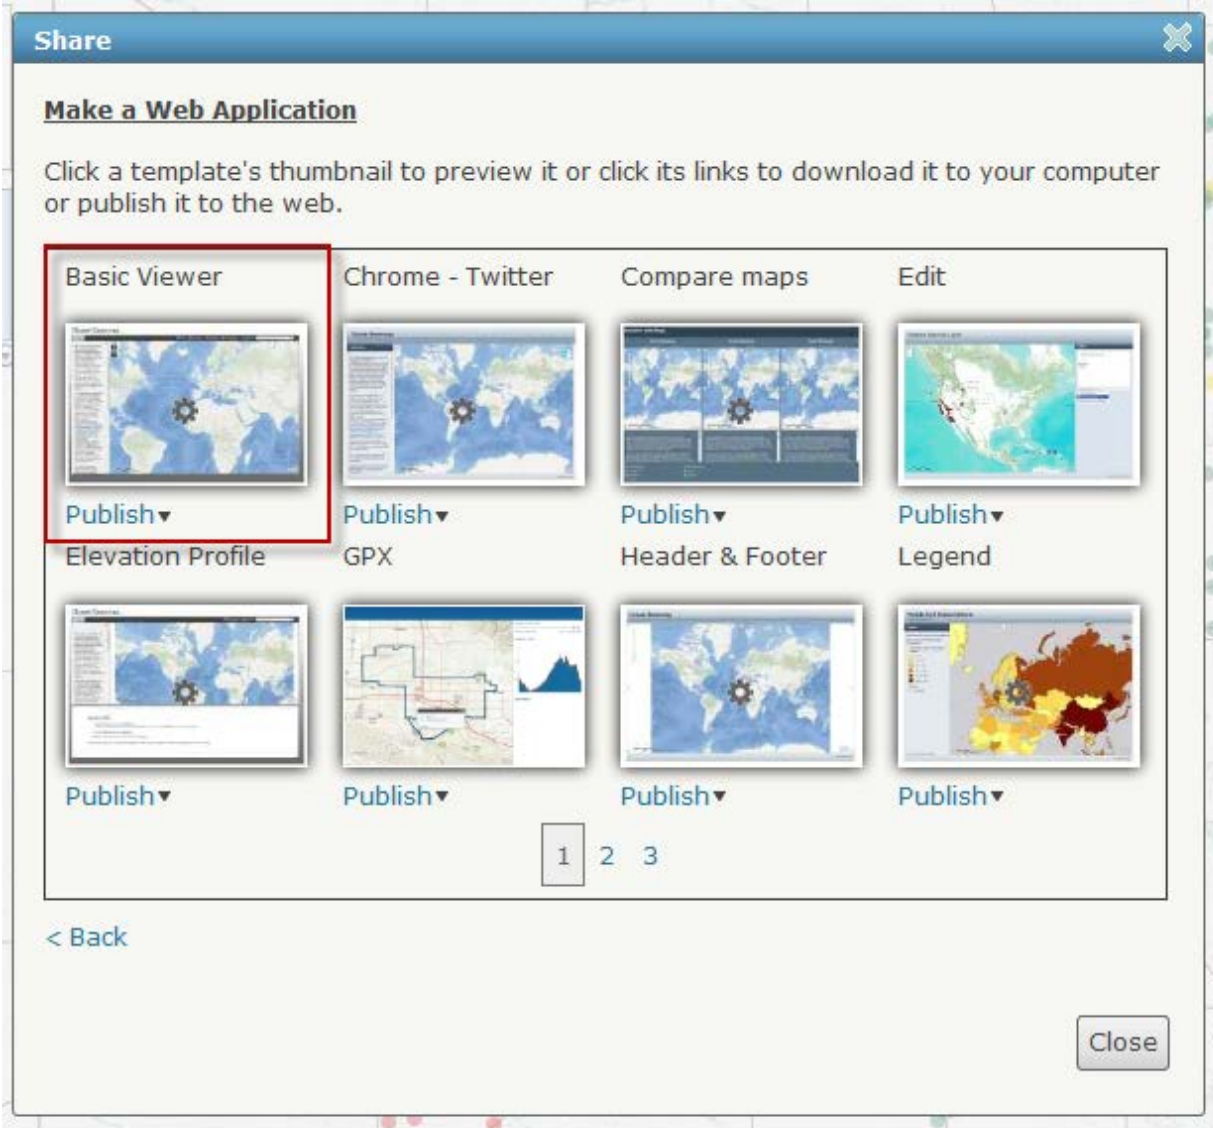 Share
Make a Web Application
Click a template's thumbnail to preview it or click its links to download it to your computer
or publish it to the web.
Basic Viewer
Chrome - Twitter
Compare maps
Edit
Publish▾
Publish▾
Publish▾
Publish▾
Elevation Profile
GPX
Header & Footer
Legend
Publish▾
Publish▾
Publish▾
Publish▾
1 2 3
< Back
Close